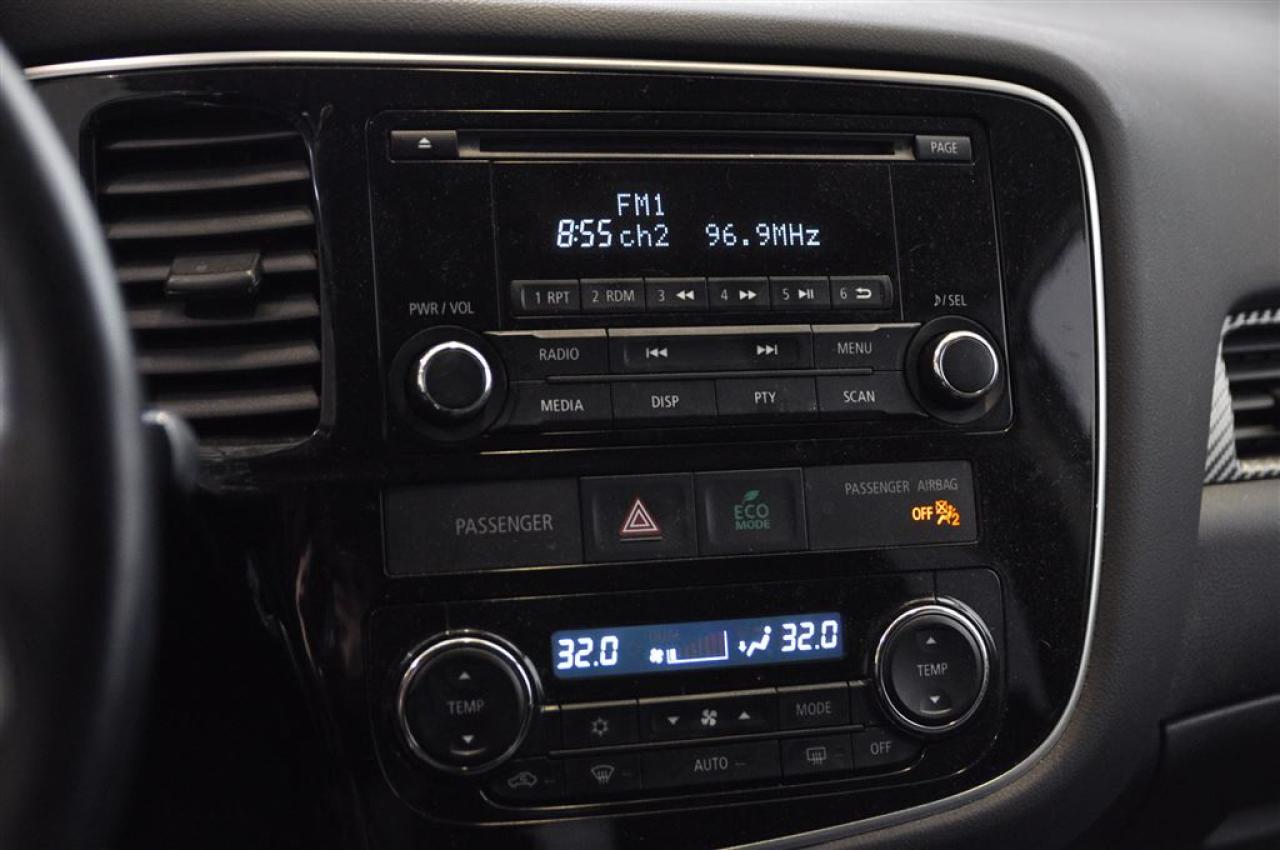 PAGE
FM1
8:55 ch2 96.9MHz
1 RPT 2 RDM 3 4 5 6
PWR / VOL
/SEL
RADIO MENU
MEDIA DISP PTY SCAN
PASSENGER
ECO
MODE
PASSENGER AIRBAG
OFF 2
32.0 32.0
TEMP
TEMP
MODE
AUTO
OFF